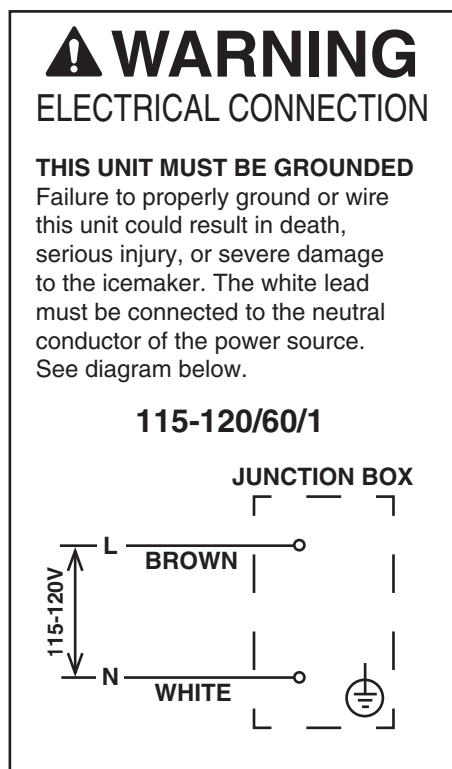 WARNING
ELECTRICAL CONNECTION
THIS UNIT MUST BE GROUNDED
Failure to properly ground or wire
this unit could result in death,
serious injury, or severe damage
to the icemaker. The white lead
must be connected to the neutral
conductor of the power source.
See diagram below.
115-120/60/1
JUNCTION BOX
L
BROWN
115-120V
N
WHITE